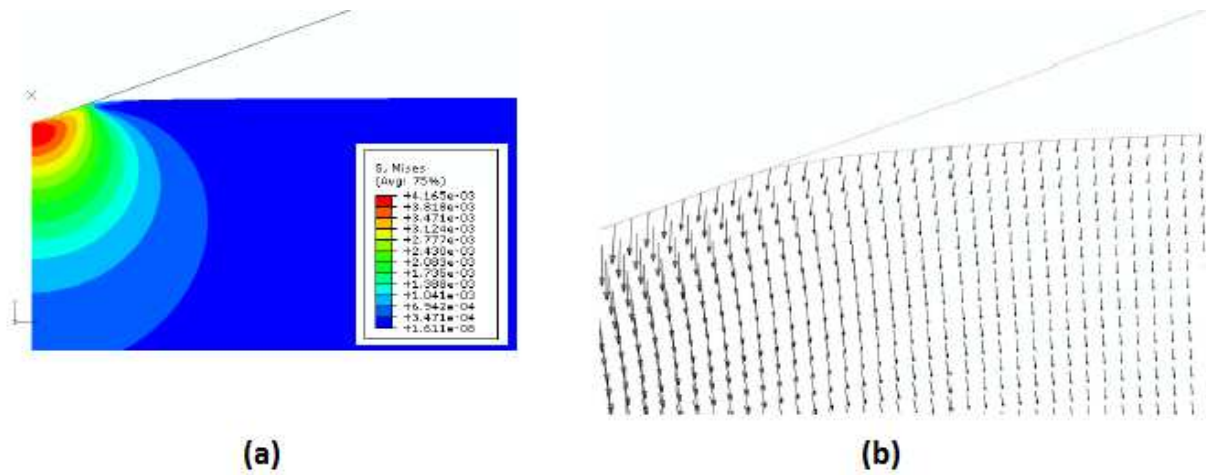 S, Mises
(Avg: 75%)
+4.165e-03
+3.818e-03
+3.471e-03
+3.124e-03
+2.777e-03
+2.430e-03
+2.083e-03
+1.735e-03
+1.388e-03
+1.041e-03
+6.942e-04
+3.471e-04
+1.611e-08
(a)
(b)